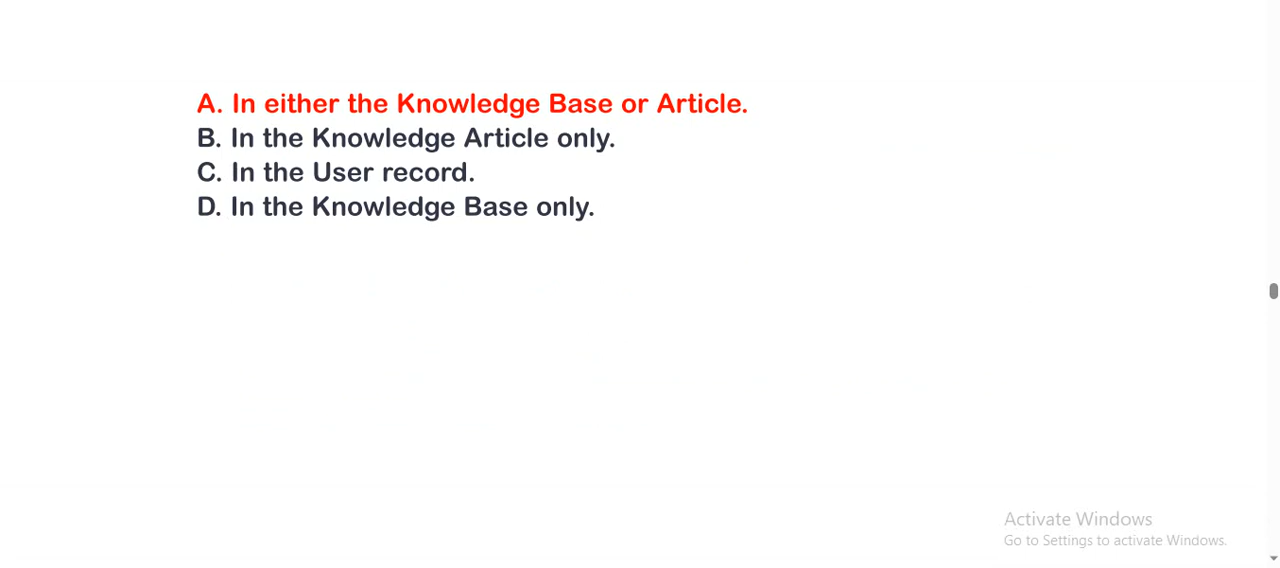 A. In either the Knowledge Base or Article.
B. In the Knowledge Article only.
C. In the User record.
D. In the Knowledge Base only.
Activate Windows
Go to Settings to activate Windows.